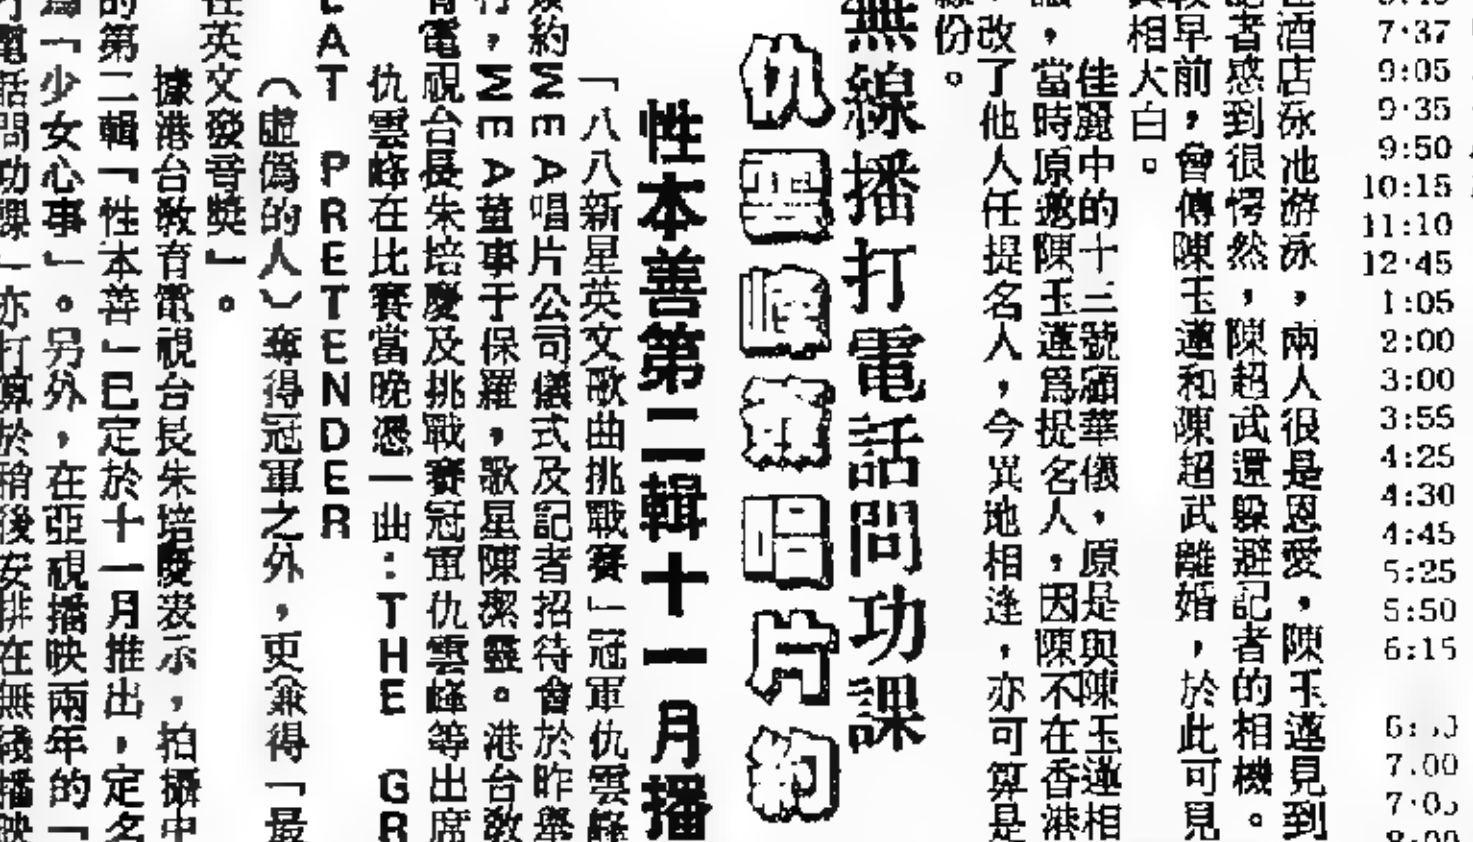 7·37
9:05
9·35
9:50
10:15
11:10
12·45
1:05
2:00
3:00
3:55
4:25
4:30
4:45
5:25
5:50
6:15
7.00
酒店泳池游泳，兩人很是恩愛，陳玉蓮見到
記者感到很愕然，陳超武還躲避記者的相機。
較早前，曾傳陳玉蓮和陳超武離婚，於此可見
真相大白。
佳麗中的十三號顧華儀，原是與陳玉蓮相
，當時原邀陳玉蓮爲提名人，因陳不在香港
，改了他人任提名人，今異地相逢，亦可算是
緣份。
無線播打電話問功課
仇雲峰簽唱片約
性本善第二輯十一月播
「八八新星英文歌曲挑戰賽」冠軍仇雲峰
簽約WEA唱片公司儀式及記者招待會於昨舉
行，WEA董事于保羅，歌星陳潔靈。港台教
育電視台長朱培慶及挑戰賽冠軍仇雲峰等出席
仇雲峰在比賽當晚憑一曲：THE GR
EAT PRETENDER
（虛僞的人）奪得冠軍之外，更兼得「最
佳英文發音獎」。
據港台教育電視台長朱培慶表示，拍攝中
的第二輯「性本善」已定於十一月推出，定名
爲「少女心事」。另外，在亞視播映兩年的「
打電話問功課」亦打算於稍後安排在無綫播映